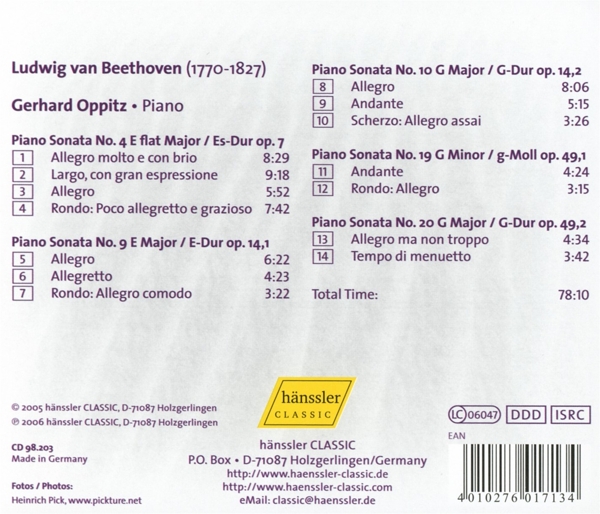 Ludwig van Beethoven (1770-1827)
Gerhard Oppitz • Piano
Piano Sonata No. 4 E flat Major / Es-Dur op. 7
1 Allegro molto e con brio 8:29
2 Largo, con gran espressione 9:18
3 Allegro 5:52
4 Rondo: Poco allegretto e grazioso 7:42
Piano Sonata No. 9 E Major / E-Dur op. 14,1
5 Allegro 6:22
6 Allegretto 4:23
7 Rondo: Allegro comodo 3:22
Piano Sonata No. 10 G Major / G-Dur op. 14,2
8 Allegro 8:06
9 Andante 5:15
10 Scherzo: Allegro assai 3:26
Piano Sonata No. 19 G Minor / g-Moll op. 49,1
11 Andante 4:24
12 Rondo: Allegro 3:15
Piano Sonata No. 20 G Major / G-Dur op. 49,2
13 Allegro ma non troppo 4:34
14 Tempo di menuetto 3:42
Total Time: 78:10
© 2005 hänssler CLASSIC, D-71087 Holzgerlingen
℗ 2006 hänssler CLASSIC, D-71087 Holzgerlingen
CD 98.203
Made in Germany
Fotos / Photos:
Heinrich Pick, www.pickture.net
hänssler
CLASSIC
hänssler CLASSIC
P.O. Box • D-71087 Holzgerlingen/Germany
http://www.haenssler-classic.de
http://www.haenssler-classic.com
eMail: classic@haenssler.de
LC 06047 DDD ISRC
EAN
4 010276 017134